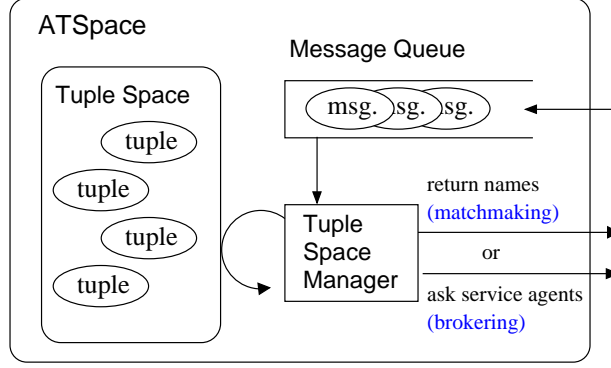 ATSpace
Message Queue
Tuple Space
tuple
tuple
tuple
tuple
msg.
sg.
sg.
Tuple
Space
Manager
return names
(matchmaking)
or
ask service agents
(brokering)